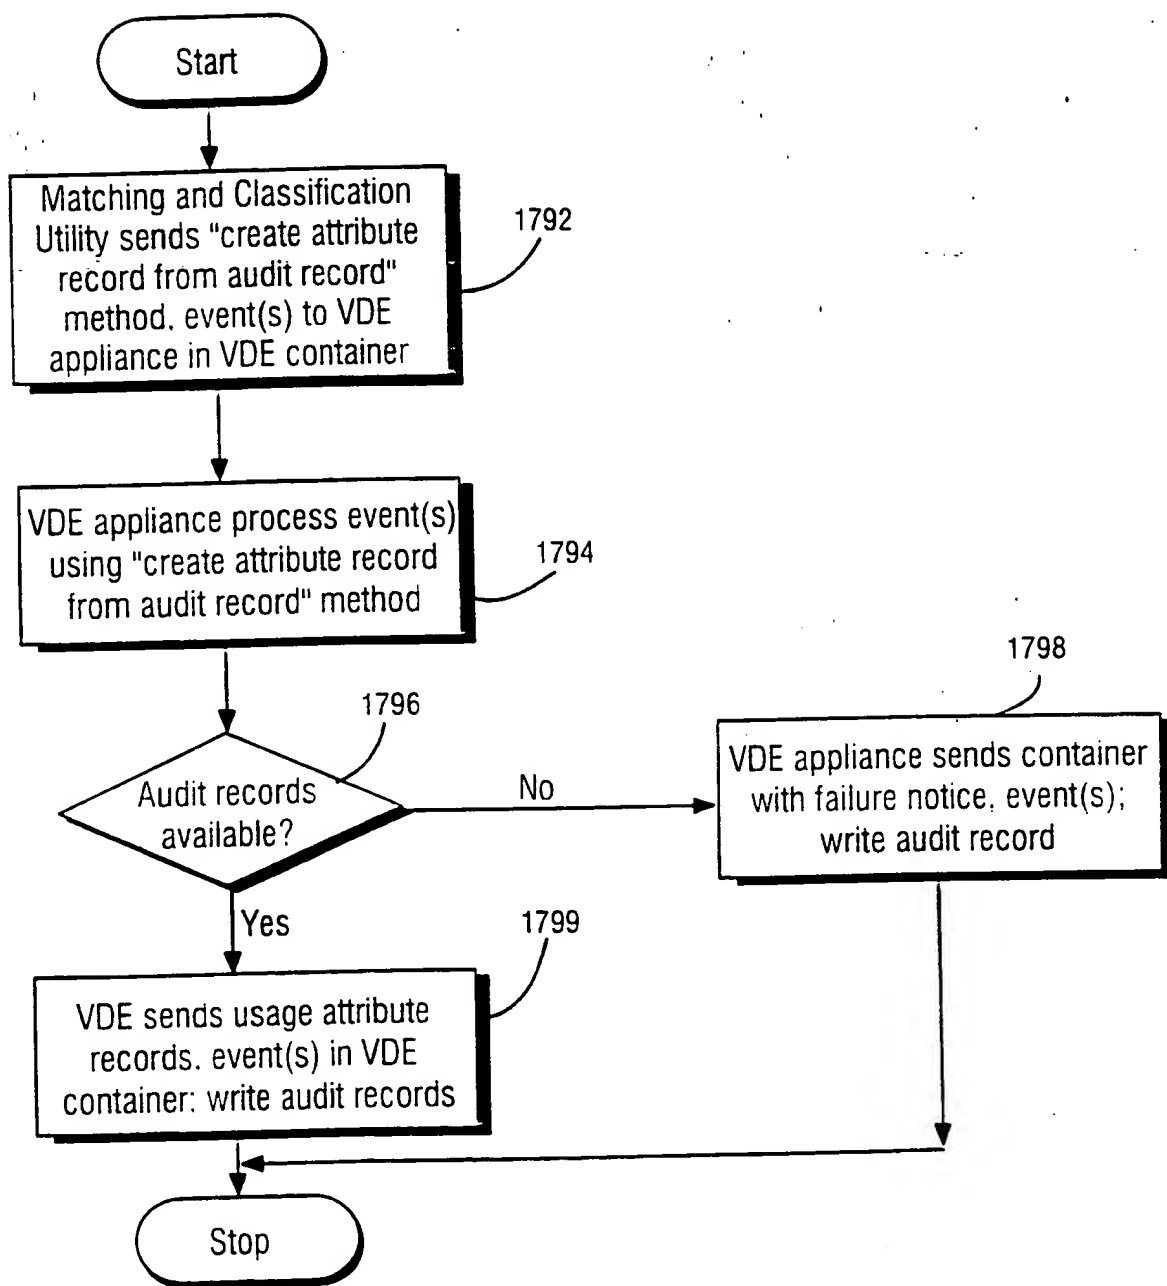 Start
Matching and Classification
Utility sends "create attribute
record from audit record"
method, event(s) to VDE
appliance in VDE container
1792
VDE appliance process event(s)
using "create attribute record
from audit record" method
1794
1796
Audit records
available?
No
Yes
1798
VDE appliance sends container
with failure notice, event(s);
write audit record
1799
VDE sends usage attribute
records, event(s) in VDE
container; write audit records
Stop